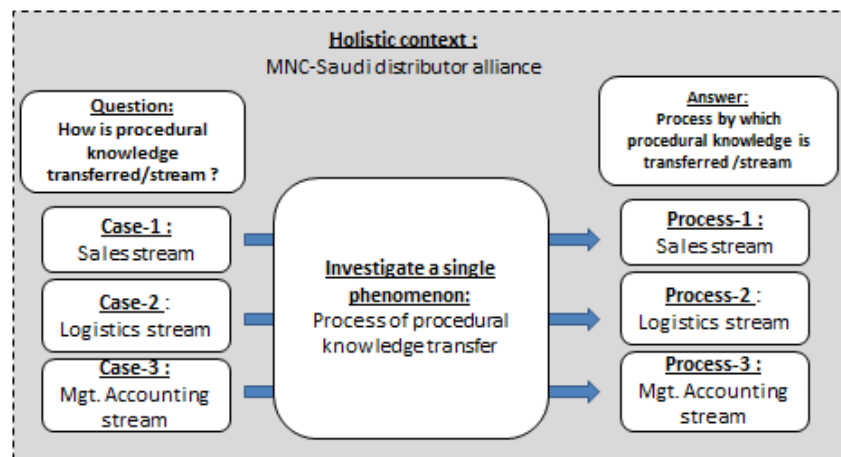 Holistic context :
MNC-Saudi distributor alliance
Question:
How is procedural
knowledge
transferred/stream ?
Answer:
Process by which
procedural knowledge is
transferred /stream
Case-1 :
Sales stream
Case-2 :
Logistics stream
Case-3 :
Mgt. Accounting
stream
Investigate a single
phenomenon:
Process of procedural
knowledge transfer
Process-1 :
Sales stream
Process-2 :
Logistics stream
Process-3 :
Mgt. Accounting
stream